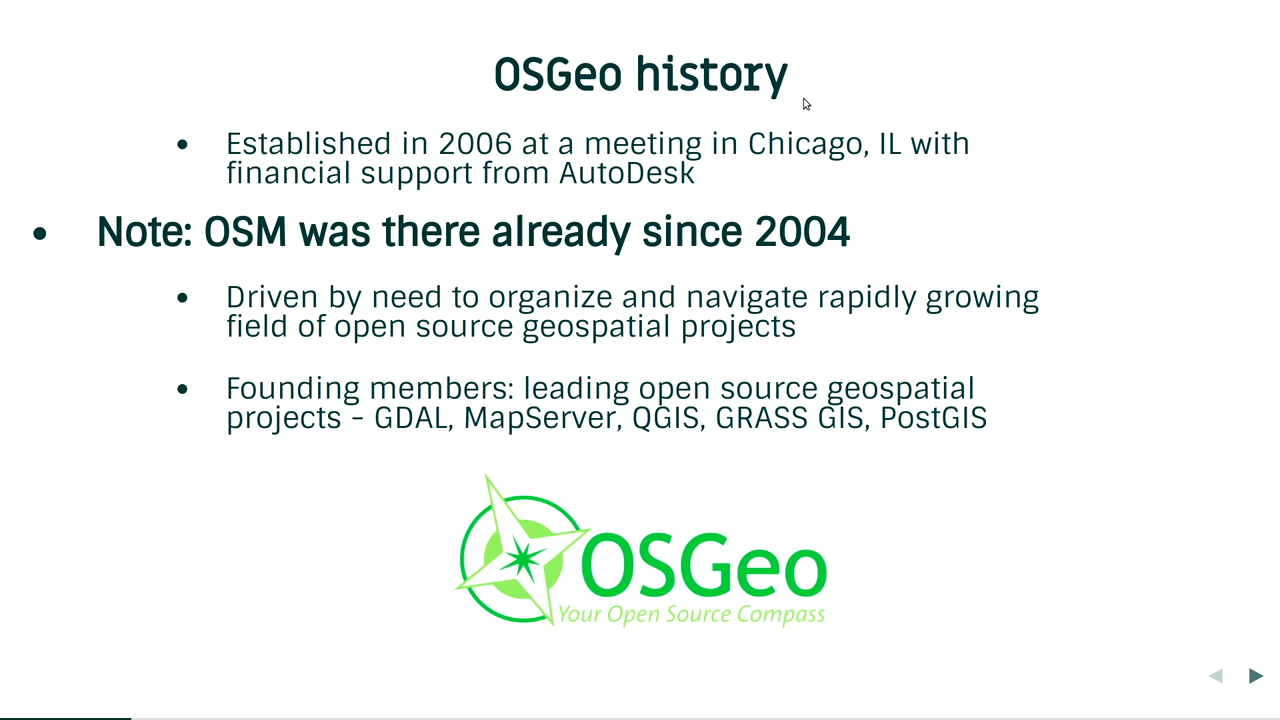 OSGeo history
• Established in 2006 at a meeting in Chicago, IL with
financial support from AutoDesk
• Note: OSM was there already since 2004
• Driven by need to organize and navigate rapidly growing
field of open source geospatial projects
• Founding members: leading open source geospatial
projects – GDAL, MapServer, QGIS, GRASS GIS, PostGIS
OSGeo
Your Open Source Compass